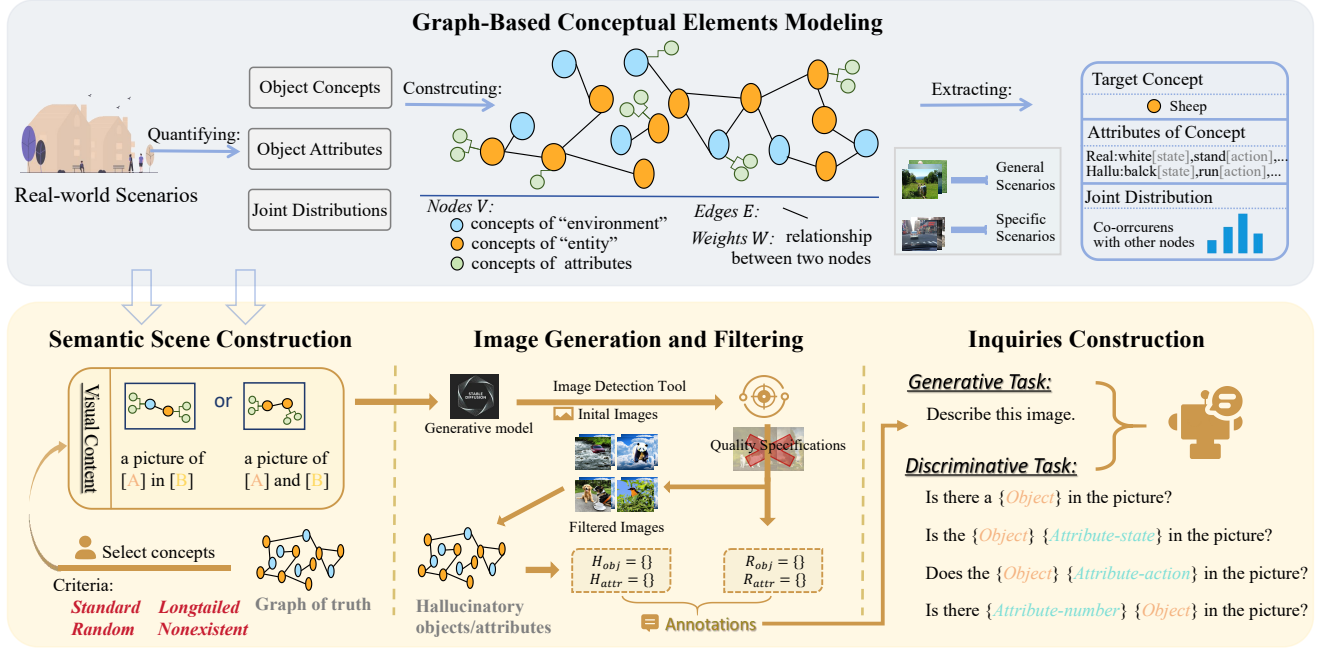 Graph-Based Conceptual Elements Modeling
Real-world Scenarios
Quantifying:
Object Concepts
Object Attributes
Joint Distributions
Constrcuting:
Nodes V:
concepts of “environment”
concepts of “entity”
concepts of attributes
Edges E:
Weights W: relationship
between two nodes
Extracting:
General
Scenarios
Specific
Scenarios
Target Concept
Sheep
Attributes of Concept
Real:white[state],stand[action],...
Hallu:balck[state],run[action],...
Joint Distribution
Co-orrcurens
with other nodes
Semantic Scene Construction
Visual Content
or
a picture of
[A] in [B]
a picture of
[A] and [B]
Select concepts
Criteria:
Standard Longtailed
Random Nonexistent
Graph of truth
Image Generation and Filtering
STABLE
DIFFUSION
Generative model
Image Detection Tool
Inital Images
Quality Specifications
Filtered Images
Hallucinatory
objects/attributes
H_obj = {}
H_attr = {}
R_obj = {}
R_attr = {}
Annotations
Inquiries Construction
Generative Task:
Describe this image.
Discriminative Task:
Is there a {Object} in the picture?
Is the {Object} {Attribute-state} in the picture?
Does the {Object} {Attribute-action} in the picture?
Is there {Attribute-number} {Object} in the picture?